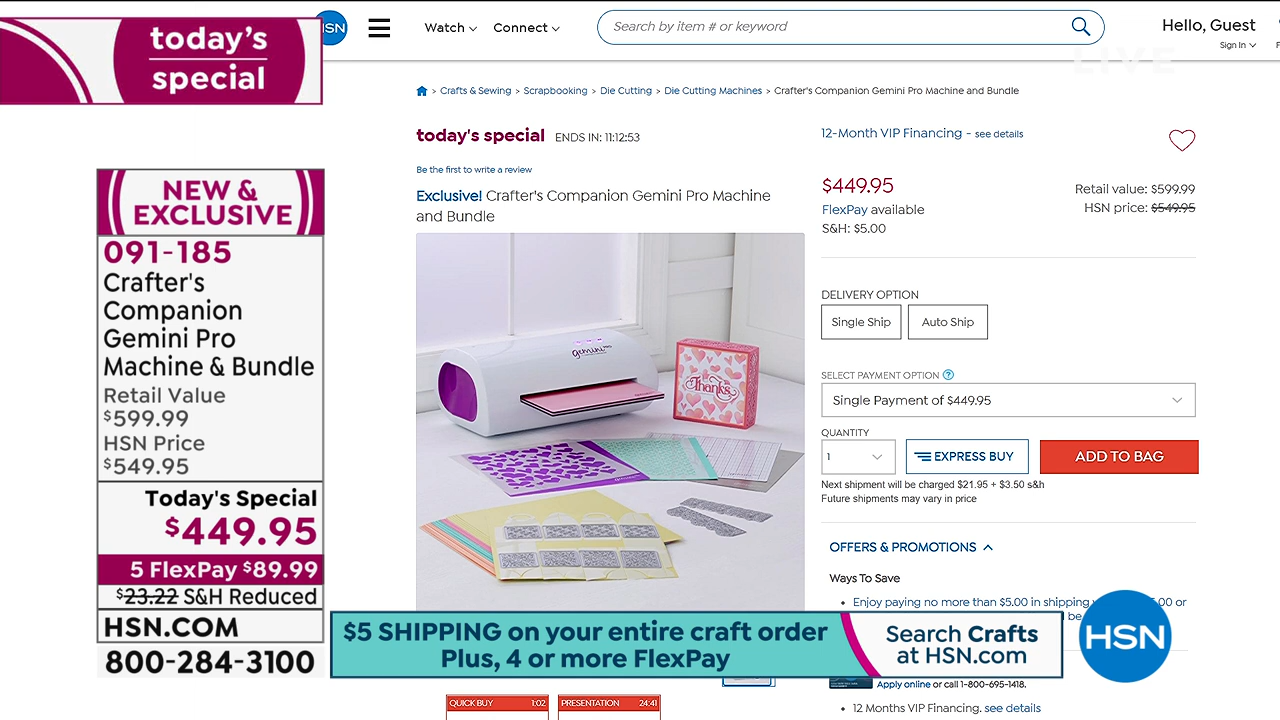 today's
special
HSN
Watch
Connect
Search by item # or keyword
Hello, Guest
Sign In
LIVE
> Crafts & Sewing > Scrapbooking > Die Cutting > Die Cutting Machines > Crafter's Companion Gemini Pro Machine and Bundle
today's special ENDS IN: 11:12:53
12-Month VIP Financing - see details
Be the first to write a review
Exclusive! Crafter's Companion Gemini Pro Machine
and Bundle
$449.95
FlexPay available
S&H: $5.00
Retail value: $599.99
HSN price: $549.95
gemini PRO
Thanks
DELIVERY OPTION
Single Ship
Auto Ship
SELECT PAYMENT OPTION ?
Single Payment of $449.95
QUANTITY
1
EXPRESS BUY
ADD TO BAG
Next shipment will be charged $21.95 + $3.50 s&h
Future shipments may vary in price
OFFERS & PROMOTIONS
Ways To Save
• Enjoy paying no more than $5.00 in shipping
.00 or
Apply online or call 1-800-695-1418.
• 12 Months VIP Financing. see details
NEW &
EXCLUSIVE
091-185
Crafter's
Companion
Gemini Pro
Machine & Bundle
Retail Value
$599.99
HSN Price
$549.95
Today's Special
$449.95
5 FlexPay $89.99
$23.22 S&H Reduced
HSN.COM
800-284-3100
$5 SHIPPING on your entire craft order
Plus, 4 or more FlexPay
Search Crafts
at HSN.com
HSN
QUICK BUY 1:02
PRESENTATION 24:41